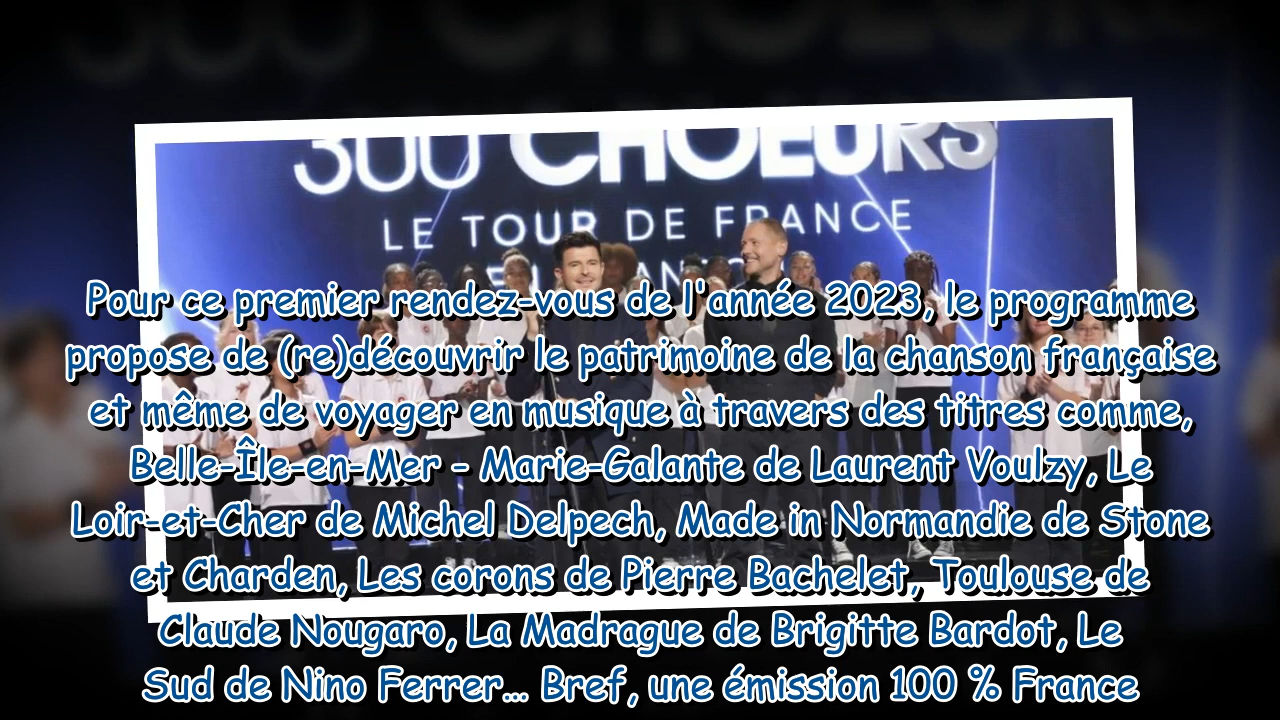 300 CHOEURS
LE TOUR DE FRANCE
Pour ce premier rendez-vous de l'année 2023, le programme
propose de (re)découvrir le patrimoine de la chanson française
et même de voyager en musique à travers des titres comme,
Belle-Île-en-Mer - Marie-Galante de Laurent Voulzy, Le
Loir-et-Cher de Michel Delpech, Made in Normandie de Stone
et Charden, Les corons de Pierre Bachelet, Toulouse de
Claude Nougaro, La Madrague de Brigitte Bardot, Le
Sud de Nino Ferrer... Bref, une émission 100 % France